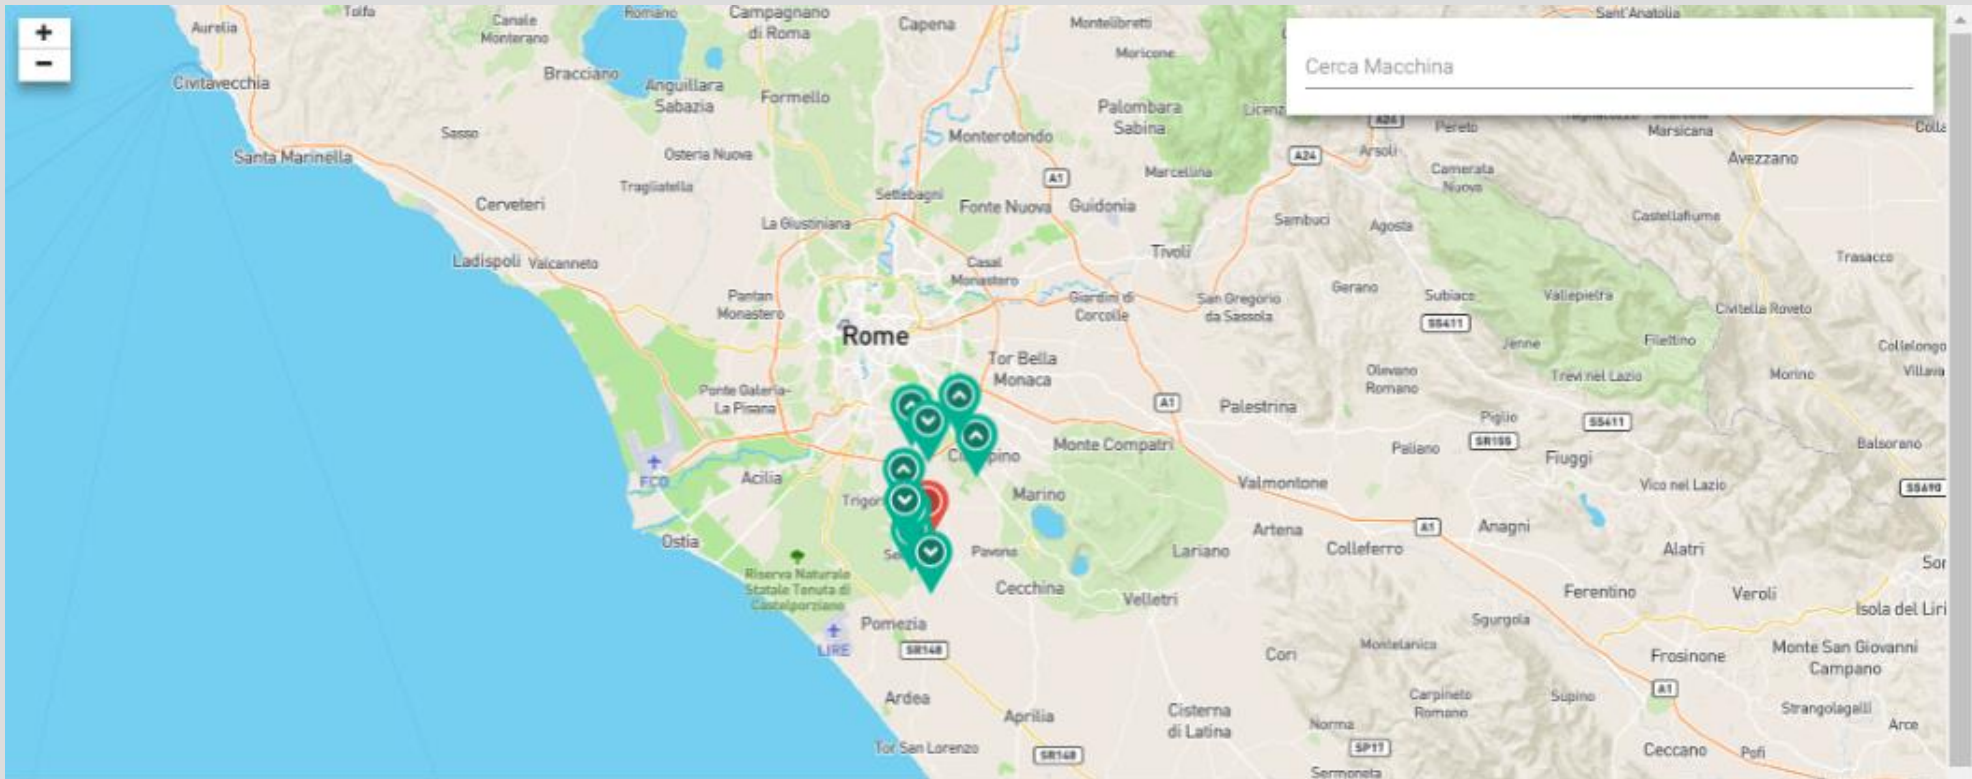 +
−
Cerca Macchina
Tolfa
Romano
Campagnano
di Roma
Capena
Montelibretti
Sant'Anatolia
Aurelia
Canale
Monterano
Moricone
Civitavecchia
Bracciano
Anguillara
Sabazia
Formello
Palombara
Sabina
A24
Pereto
Marsicana
Sasso
Monterotondo
Santa Marinella
Osteria Nuova
A24
Arsoli
Avezzano
Tragliatella
Settebagni
A1
Marcellina
Camerata
Nuova
Cerveteri
Fonte Nuova
Guidonia
Sambuci
Agosta
Castellafiume
La Giustiniana
Ladispoli
Valcanneto
Casal
Monastero
Tivoli
Trasacco
Pantan
Monastero
Giardini di
Corcolle
San Gregorio
da Sassola
Gerano
Subiaco
Vallepietra
Civitella Roveto
SS411
Rome
Jenne
Filettino
Collelongo
Tor Bella
Monaca
Olevano
Romano
Trevi nel Lazio
Morino
Ponte Galeria-
La Pisana
A1
Palestrina
Piglio
SS411
SR155
Monte Compatri
Paliano
Fiuggi
Balsorano
FCO
Acilia
Marino
Valmontone
Vico nel Lazio
SS690
Artena
A1
Anagni
Ostia
Pavona
Lariano
Colleferro
Alatri
Riserva Naturale
Statale Tenuta di
Castelporziano
Cecchina
Velletri
Ferentino
Veroli
Isola del Liri
Pomezia
LIRE
SR148
Sgurgola
Cori
Montelanico
Frosinone
Monte San Giovanni
Campano
Ardea
Aprilia
Cisterna
di Latina
Carpineto
Romano
Supino
A1
Strangolagalli
Arce
Norma
Tor San Lorenzo
SR148
SP11
Sermoneta
Ceccano
Pofi